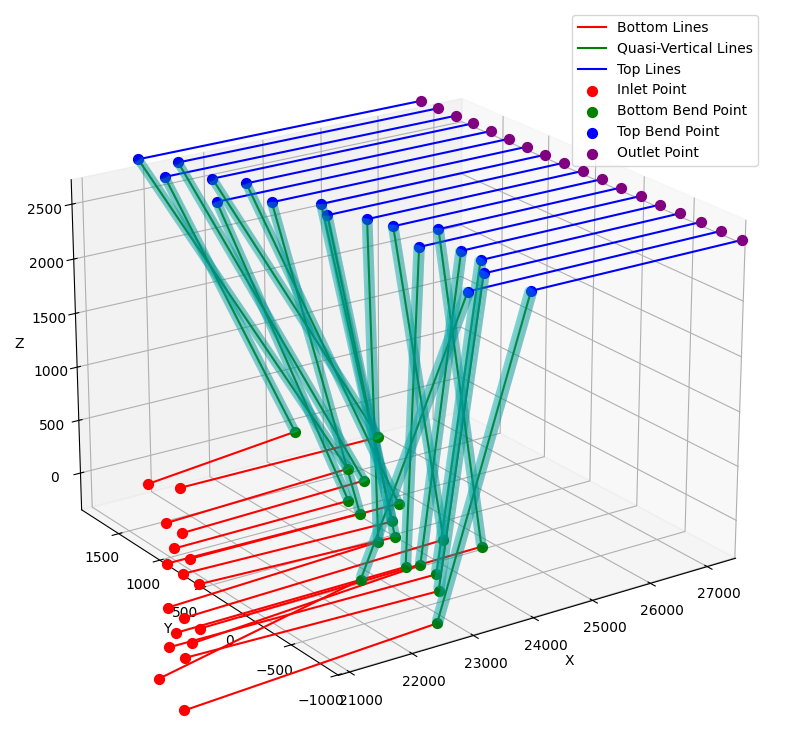 Bottom Lines
Quasi-Vertical Lines
Top Lines
Inlet Point
Bottom Bend Point
Top Bend Point
Outlet Point
2500
2000
1500
1000
500
0
Z
1500
1000
500
0
−500
−1000
Y
21000
22000
23000
24000
25000
26000
27000
X